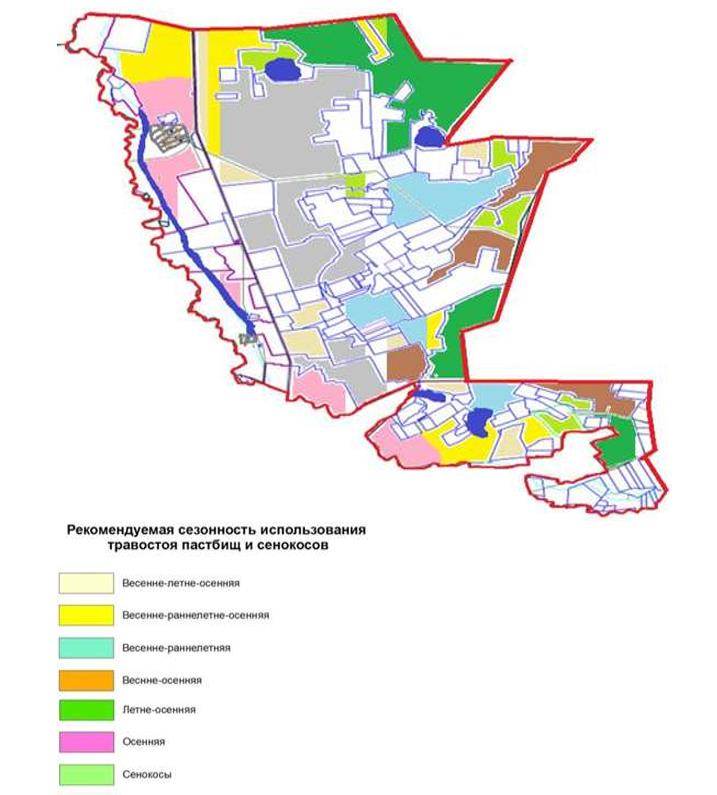 Рекомендуемая сезонность использования
травостоя пастбищ и сенокосов
Весенне-летне-осенняя
Весенне-раннелетне-осенняя
Весенне-раннелетняя
Веснне-осенняя
Летне-осенняя
Осенняя
Сенокосы